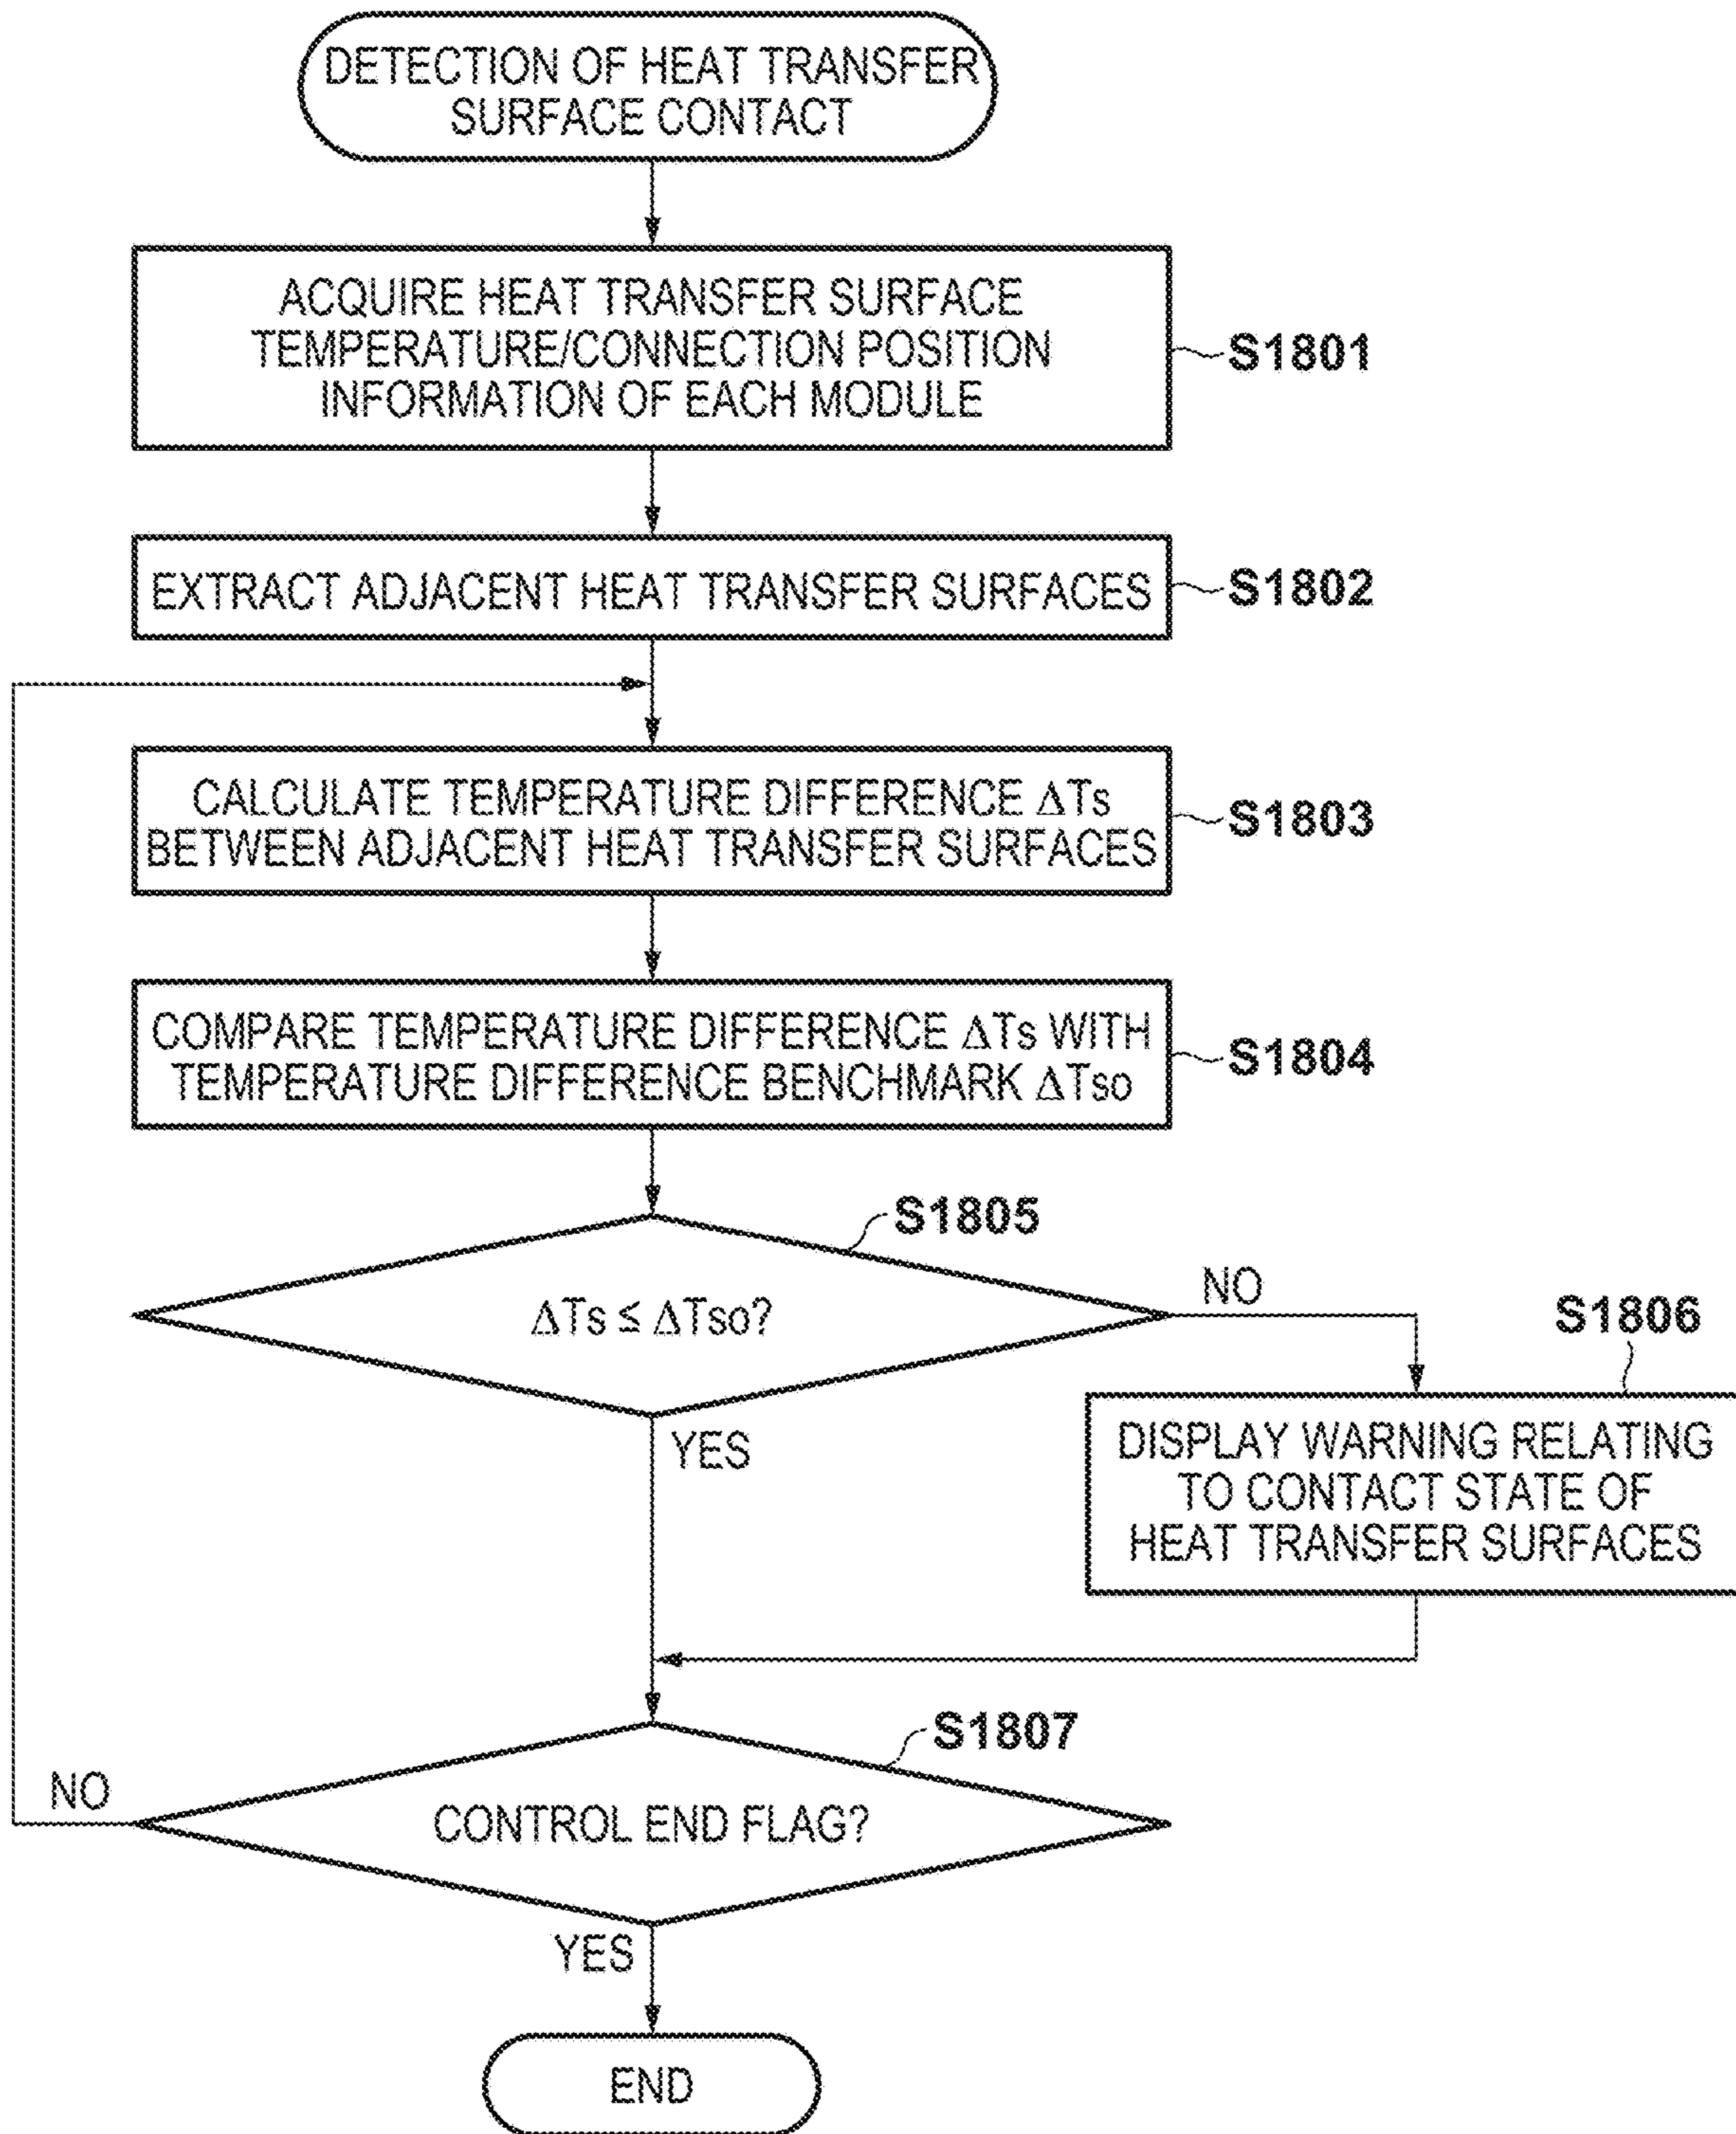 DETECTION OF HEAT TRANSFER
SURFACE CONTACT
ACQUIRE HEAT TRANSFER SURFACE
TEMPERATURE/CONNECTION POSITION
INFORMATION OF EACH MODULE
S1801
EXTRACT ADJACENT HEAT TRANSFER SURFACES
S1802
CALCULATE TEMPERATURE DIFFERENCE ΔTs
BETWEEN ADJACENT HEAT TRANSFER SURFACES
S1803
COMPARE TEMPERATURE DIFFERENCE ΔTs WITH
TEMPERATURE DIFFERENCE BENCHMARK ΔTso
S1804
S1805
ΔTs ≤ ΔTso?
NO
YES
S1806
DISPLAY WARNING RELATING
TO CONTACT STATE OF
HEAT TRANSFER SURFACES
S1807
CONTROL END FLAG?
NO
YES
END